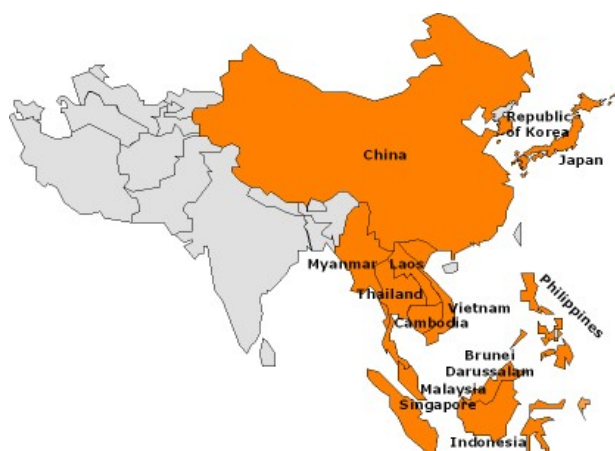 Republic
of Korea
China
Japan
Myanmar
Laos
Thailand
Philippines
Vietnam
Cambodia
Brunei
Darussalam
Malaysia
Singapore
Indonesia